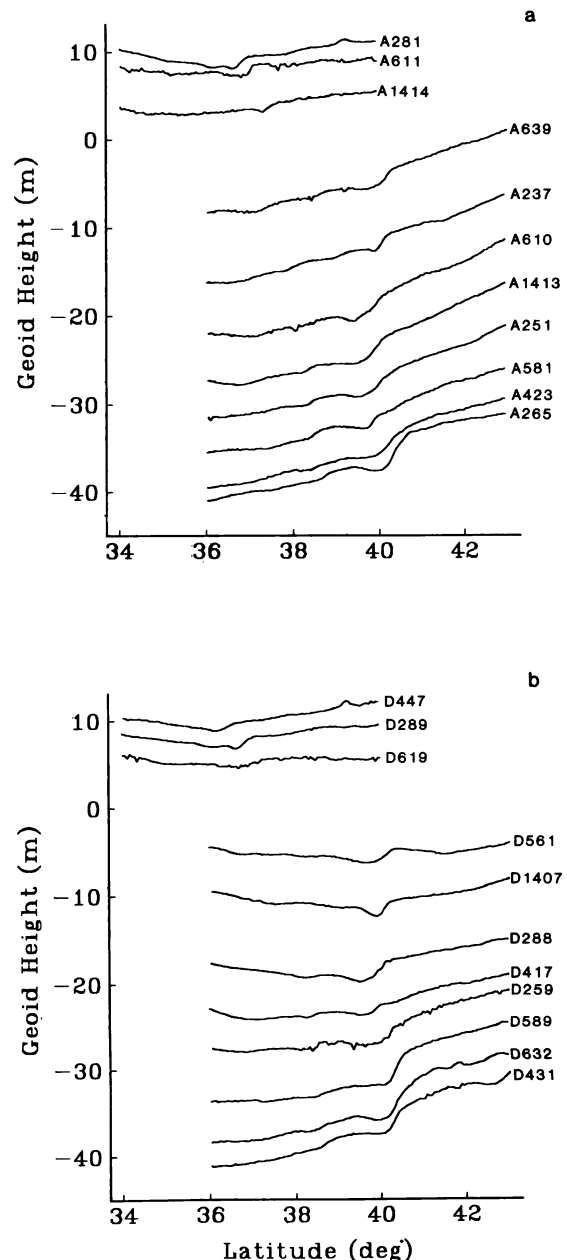 a
A281
A611
A1414
A639
A237
A610
A1413
A251
A581
A423
A265
10
0
−10
−20
−30
−40
Geoid Height (m)
34 36 38 40 42
b
D447
D289
D619
D561
D1407
D288
D417
D259
D589
D632
D431
10
0
−10
−20
−30
−40
Geoid Height (m)
34 36 38 40 42
Latitude (deg)